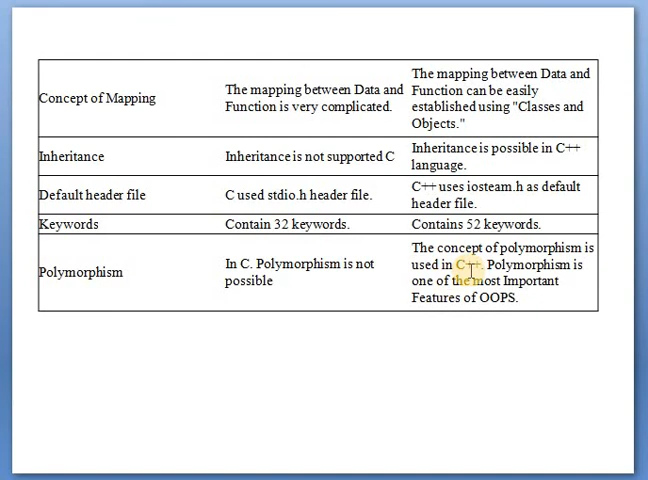 Concept of Mapping
The mapping between Data and
Function is very complicated.
The mapping between Data and
Function can be easily
established using "Classes and
Objects."
Inheritance
Inheritance is not supported C
Inheritance is possible in C++
language.
Default header file
C used stdio.h header file.
C++ uses iosteam.h as default
header file.
Keywords
Contain 32 keywords.
Contains 52 keywords.
Polymorphism
In C. Polymorphism is not
possible
The concept of polymorphism is
used in C++. Polymorphism is
one of the most Important
Features of OOPS.